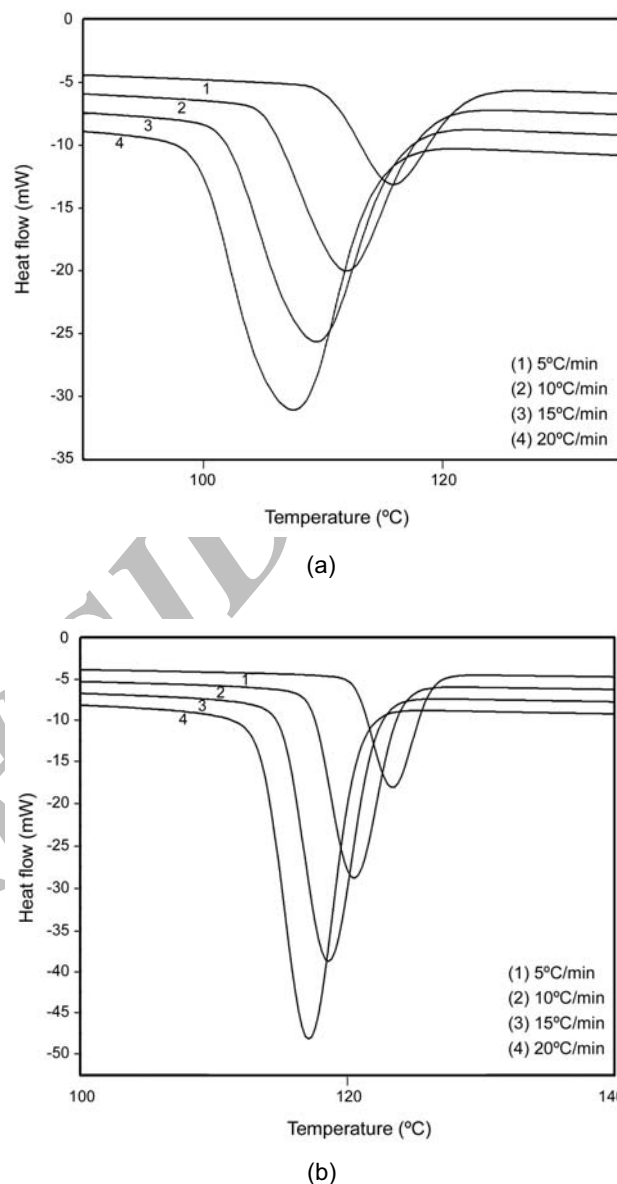 0
-5
-10
-15
-20
-25
-30
-35
Heat flow (mW)
1
2
3
4
(1) 5ºC/min
(2) 10ºC/min
(3) 15ºC/min
(4) 20ºC/min
100
120
Temperature (ºC)
(a)
0
-5
-10
-15
-20
-25
-30
-35
-40
-45
-50
Heat flow (mW)
1
2
3
4
(1) 5ºC/min
(2) 10ºC/min
(3) 15ºC/min
(4) 20ºC/min
100
120
140
Temperature (ºC)
(b)